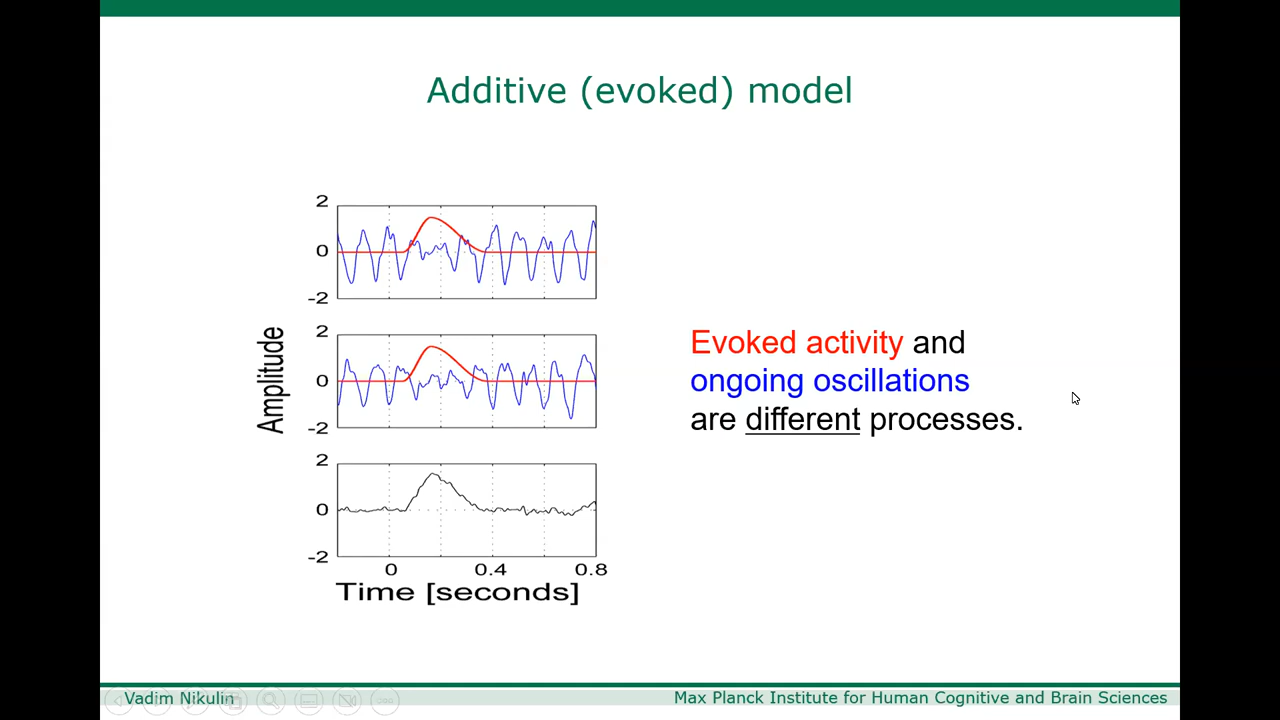 Additive (evoked) model
2
0
-2
2
0
-2
2
0
-2
Amplitude
0 0.4 0.8
Time [seconds]
Evoked activity and
ongoing oscillations
are different processes.
Vadim Nikulin
Max Planck Institute for Human Cognitive and Brain Sciences